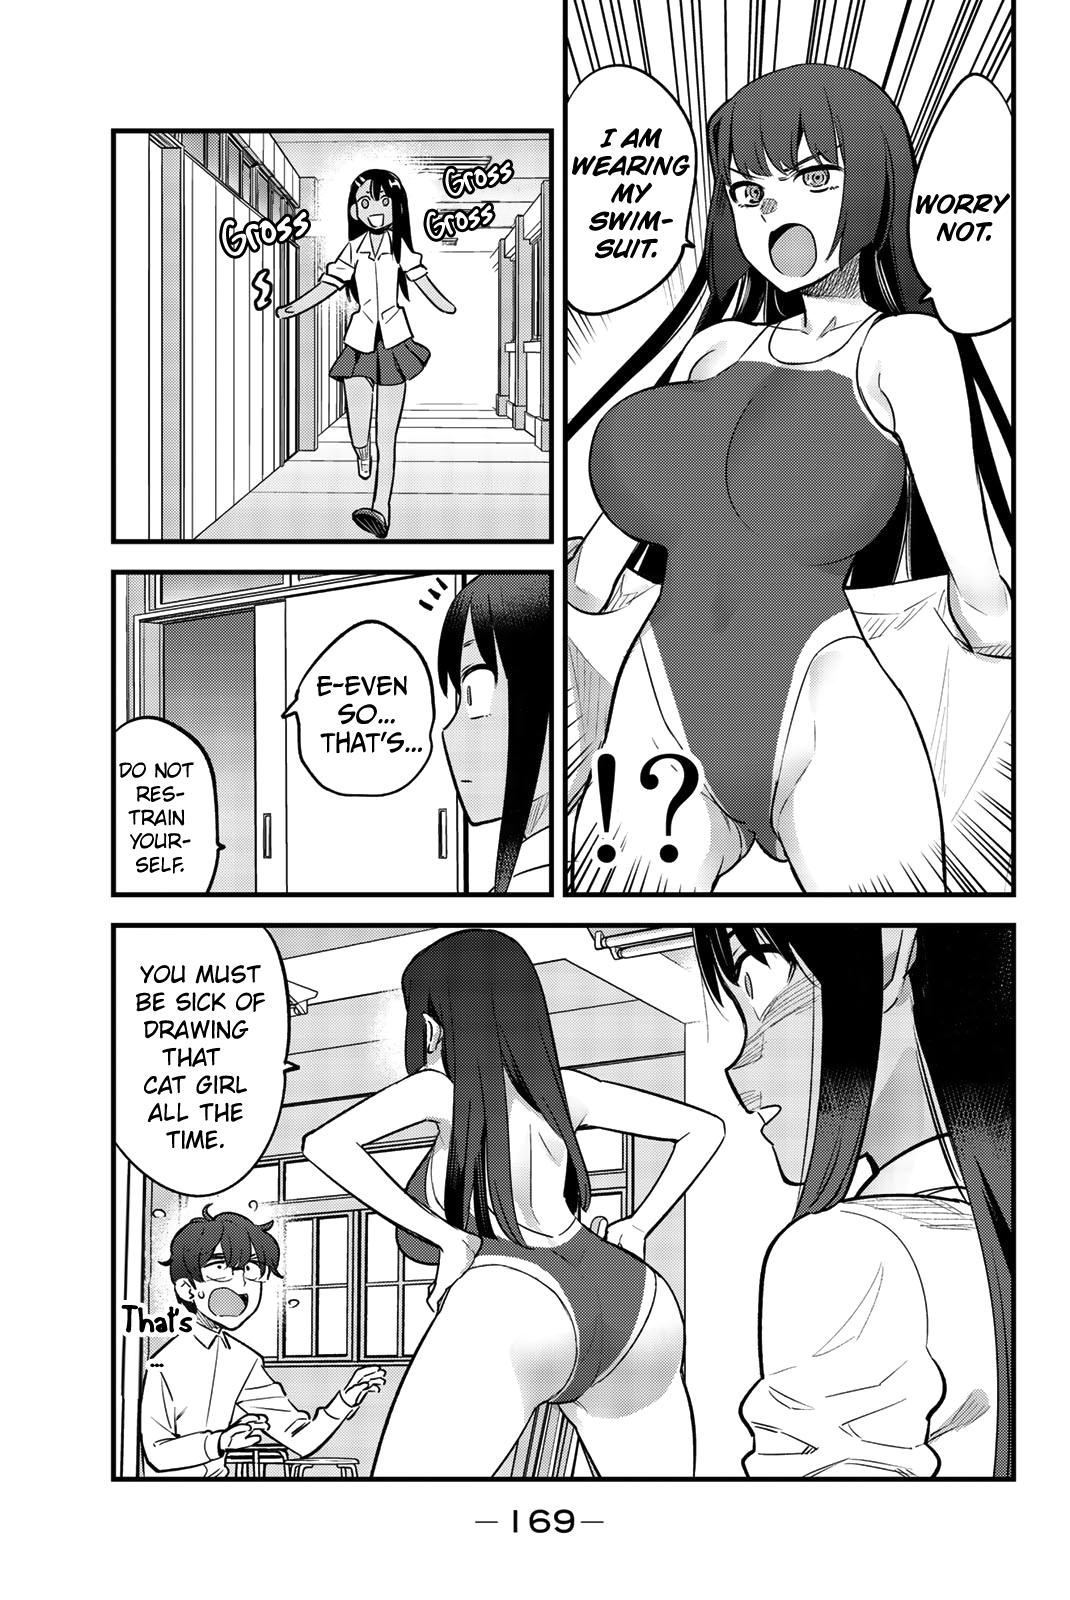 WORRY
NOT.
I AM
WEARING
MY
SWIM-
SUIT.
!?
Gross
Gross
Gross
E-EVEN
SO...
THAT'S...
DO NOT
RES-
TRAIN
YOUR-
SELF.
YOU MUST
BE SICK OF
DRAWING
THAT
CAT GIRL
ALL THE
TIME.
That's
...
—169—